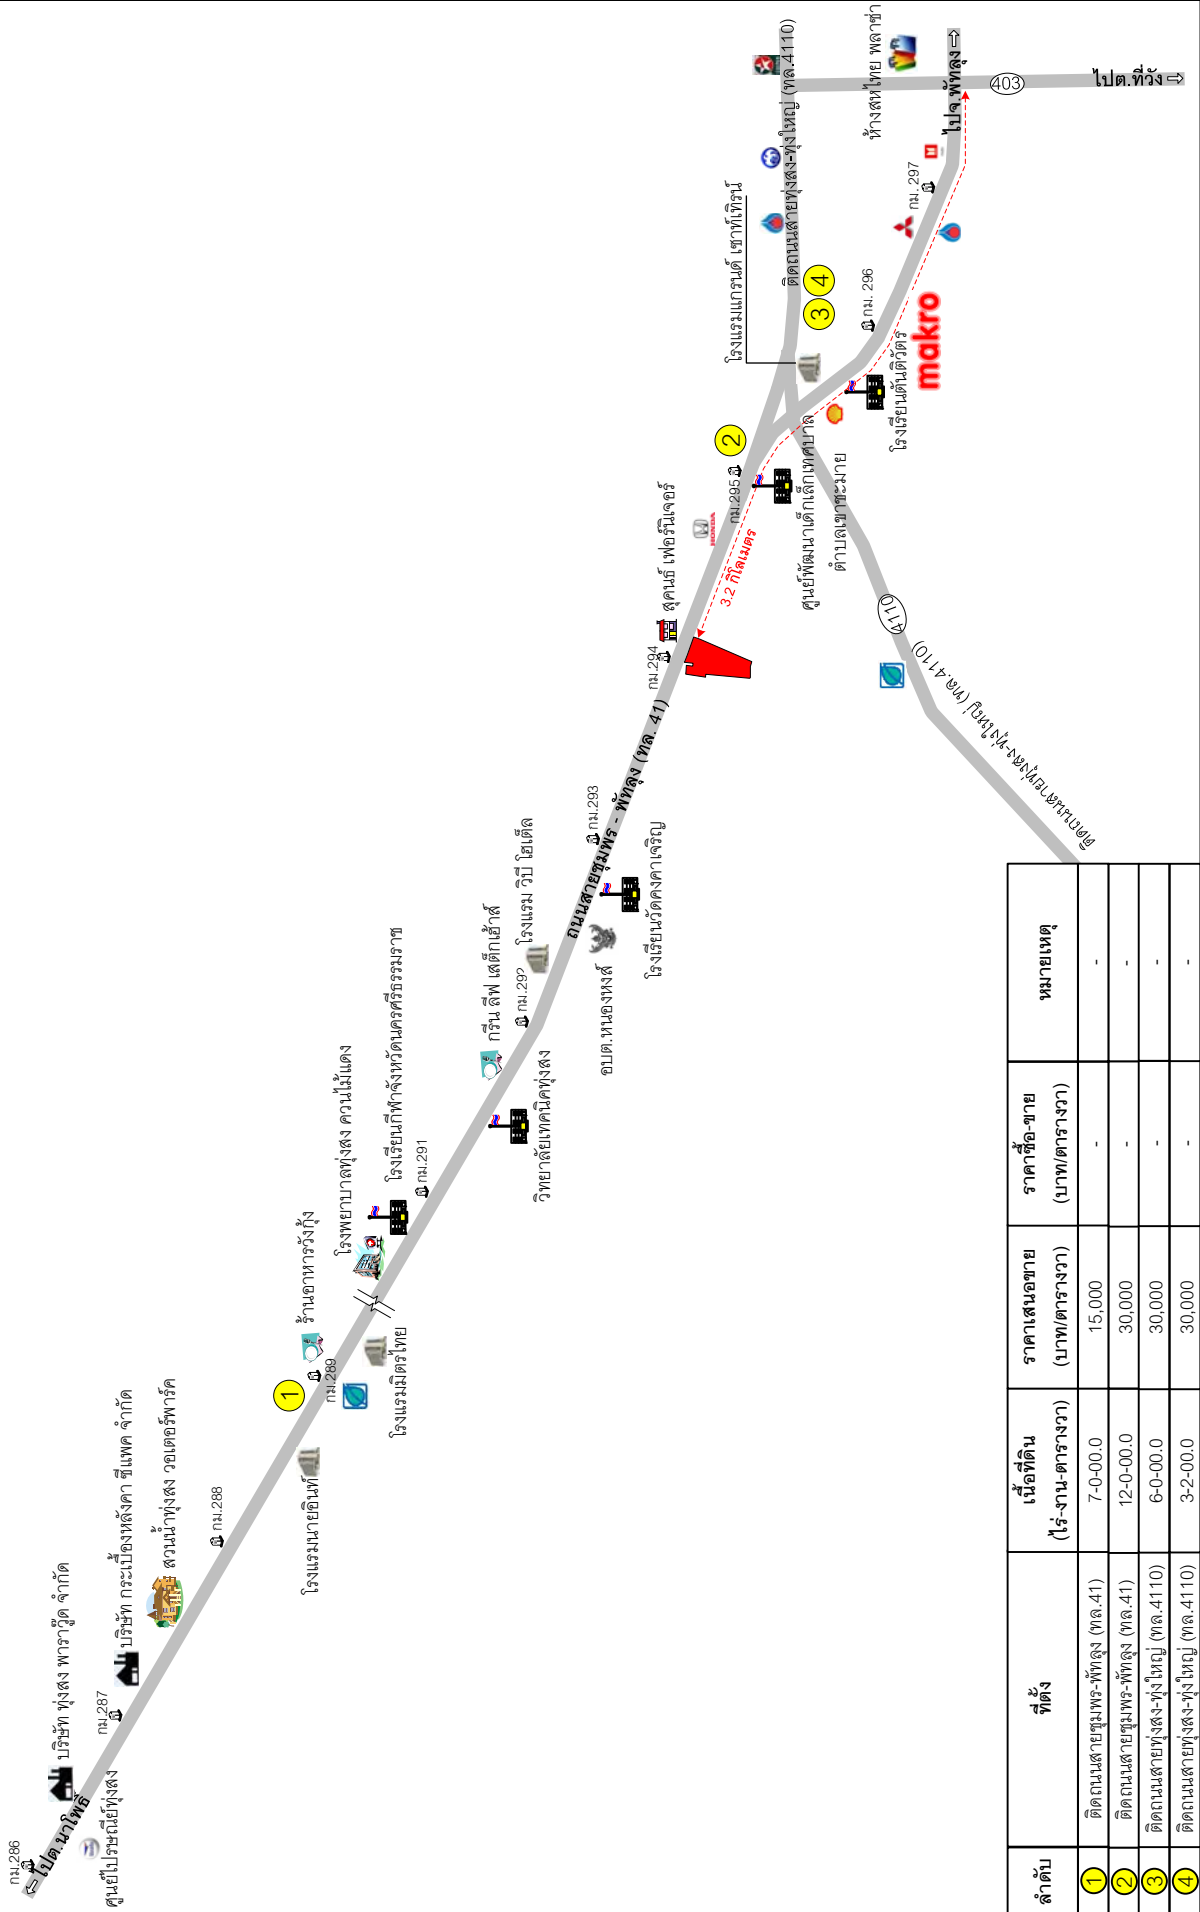 กม.286
ไปต.นาโพธิ์
ศูนย์ไปรษณีย์ทุ่งสง
บริษัท ทุ่งสง พาราวู๊ด จำกัด
กม.287
บริษัท กระเบื้องหลังคา ซีแพค จำกัด
สวนน้ำทุ่งสง วอเตอร์พาร์ค
กม.288
โรงแรมนายอินท์
1
กม.289
ร้านอาหารวังกุ้ง
โรงแรมมิตรไทย
โรงพยาบาลทุ่งสง ควนไม้แดง
โรงเรียนกีฬาจังหวัดนครศรีธรรมราช
กม.291
วิทยาลัยเทคนิคทุ่งสง
กรีน ลีฟ เสต็กเฮ้าส์
กม.292
โรงแรม วิปี โฮเต็ล
ถนนสายชุมพร - พัทลุง (ทล. 41)
อบต.หนองหงส์
โรงเรียนวัดคงคาเจริญ
กม.293
กม.294
สุคนธ์ เฟอร์นิเจอร์
HONDA
3.2 กิโลเมตร
กม.295
2
ศูนย์พัฒนาเด็กเล็กเทศบาล
ตำบลเขาชะมาย
4110
ติดถนนสายทุ่งสง-ทุ่งใหญ่ (ทล.4110)
โรงแรมแกรนด์ เซาท์เทิร์น
3
4
ติดถนนสายทุ่งสง-ทุ่งใหญ่ (ทล.4110)
โรงเรียนตันติวัตร
makro
กม. 296
กม. 297
ห้างสหไทย พลาซ่า
ไปจ.พัทลุง
403
ไปต.ที่วัง
ลำดับ ที่ตั้ง เนื้อที่ดิน (ไร่-งาน-ตารางวา) ราคาเสนอขาย (บาท/ตารางวา) ราคาซื้อ-ขาย (บาท/ตารางวา) หมายเหตุ
1 ติดถนนสายชุมพร-พัทลุง (ทล.41) 7-0-00.0 15,000 - -
2 ติดถนนสายชุมพร-พัทลุง (ทล.41) 12-0-00.0 30,000 - -
3 ติดถนนสายทุ่งสง-ทุ่งใหญ่ (ทล.4110) 6-0-00.0 30,000 - -
4 ติดถนนสายทุ่งสง-ทุ่งใหญ่ (ทล.4110) 3-2-00.0 30,000 - -